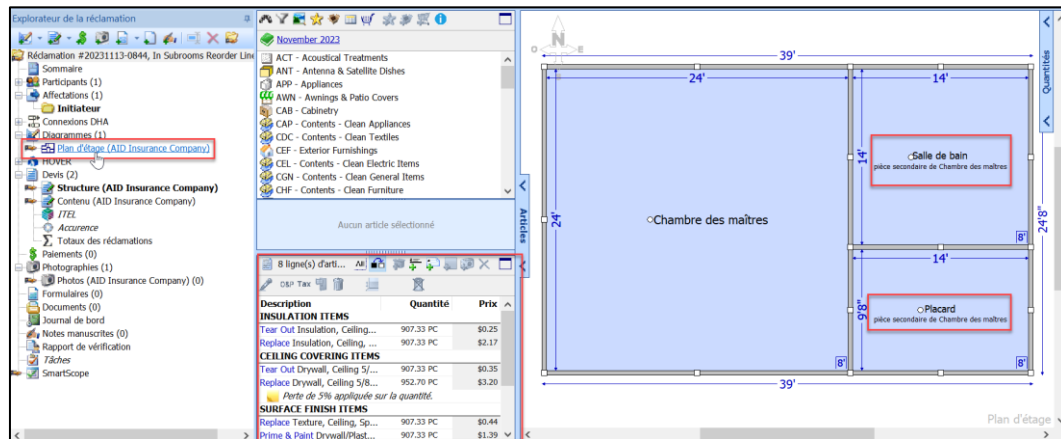 Explorateur de la réclamation
Réclamation #20231113-0844, In Subrooms Reorder Line
Sommaire
Participants (1)
Affectations (1)
Initiateur
Connexions DHA
Diagrammes (1)
Plan d'étage (AID Insurance Company)
HOVER
Devis (2)
Structure (AID Insurance Company)
Contenu (AID Insurance Company)
ITEL
Accurence
Totaux des réclamations
Paiements (0)
Photographies (1)
Photos (AID Insurance Company) (0)
Formulaires (0)
Documents (0)
Journal de bord
Notes manuscrites (0)
Rapport de vérification
Tâches
SmartScope
November 2023
ACT - Acoustical Treatments
ANT - Antenna & Satellite Dishes
APP - Appliances
AWN - Awnings & Patio Covers
CAB - Cabinetry
CAP - Contents - Clean Appliances
CDC - Contents - Clean Textiles
CEF - Exterior Furnishings
CEL - Contents - Clean Electric Items
CGN - Contents - Clean General Items
CHF - Contents - Clean Furniture
Aucun article sélectionné
8 ligne(s) d'arti... All
O&P Tax
Description Quantité Prix
INSULATION ITEMS
Tear Out Insulation, Ceiling... 907.33 PC $0.25
Replace Insulation, Ceiling, ... 907.33 PC $2.17
CEILING COVERING ITEMS
Tear Out Drywall, Ceiling 5/... 907.33 PC $0.35
Replace Drywall, Ceiling 5/8... 952.70 PC $3.20
Perte de 5% appliquée sur la quantité.
SURFACE FINISH ITEMS
Replace Texture, Ceiling, Sp... 907.33 PC $0.44
Prime & Paint Drywall/Plast... 907.33 PC $1.39
Articles
Quantités
N
O
E
39'
24'
14'
24'
Chambre des maîtres
8'
14'
Salle de bain
pièce secondaire de Chambre des maîtres
8'
24'8"
14'
9'8"
Placard
pièce secondaire de Chambre des maîtres
8'
39'
Plan d'étage